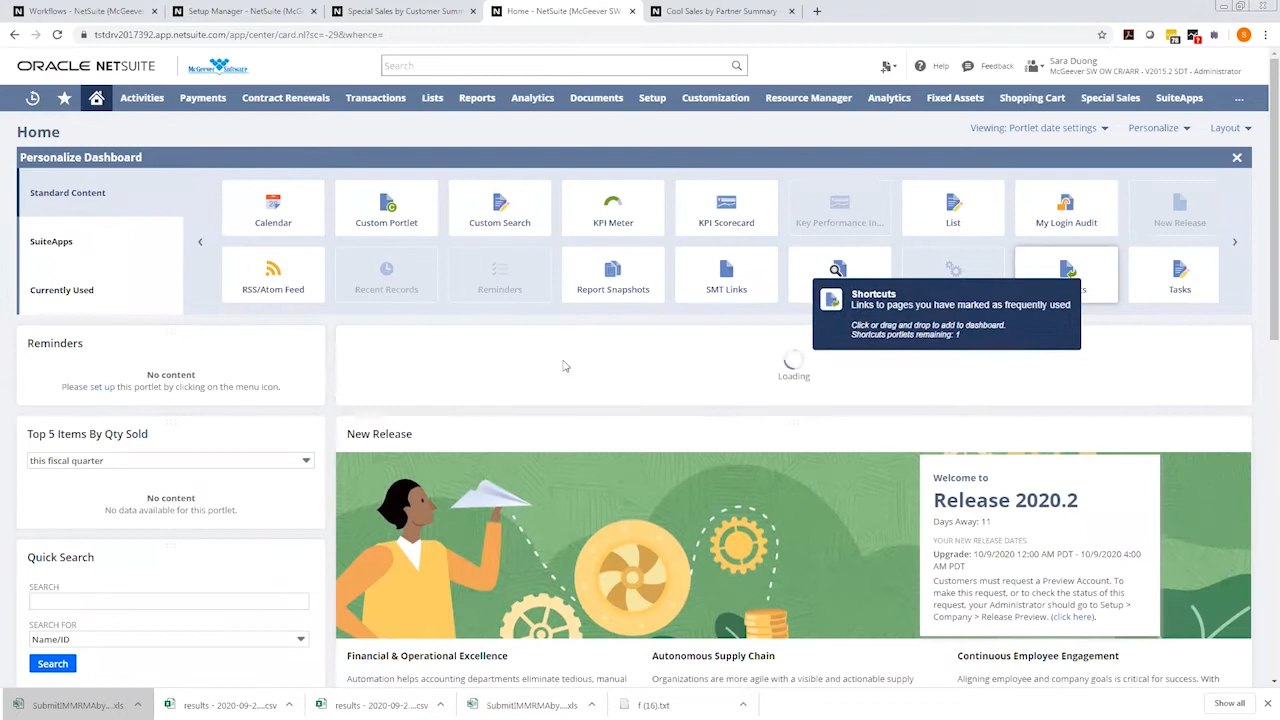 Workflows - NetSuite (McGeever
Setup Manager - NetSuite (McGe
Special Sales by Customer Summ
Home - NetSuite (McGeever SW
Cool Sales by Partner Summary -
tstdrv2017392.app.netsuite.com/app/center/card.nl?sc=-29&whence=
ORACLE NETSUITE
McGeever Software
Search
Help
Feedback
Sara Duong
McGeever SW OW CR/ARR - V2015.2 SDT - Administrator
Activities
Payments
Contract Renewals
Transactions
Lists
Reports
Analytics
Documents
Setup
Customization
Resource Manager
Analytics
Fixed Assets
Shopping Cart
Special Sales
SuiteApps
...
Home
Viewing: Portlet date settings
Personalize
Layout
Personalize Dashboard
Standard Content
SuiteApps
Currently Used
Calendar
Custom Portlet
Custom Search
KPI Meter
KPI Scorecard
Key Performance In...
List
My Login Audit
New Release
RSS/Atom Feed
Recent Records
Reminders
Report Snapshots
SMT Links
Tasks
Shortcuts
Links to pages you have marked as frequently used
Click or drag and drop to add to dashboard.
Shortcuts portlets remaining: 1
Reminders
No content
Please set up this portlet by clicking on the menu icon.
Loading
Top 5 Items By Qty Sold
this fiscal quarter
No content
No data available for this portlet.
New Release
Welcome to
Release 2020.2
Days Away: 11
YOUR NEW RELEASE DATES
Upgrade: 10/9/2020 12:00 AM PDT - 10/9/2020 4:00
AM PDT
Customers must request a Preview Account. To
make this request, or to check the status of this
request, your Administrator should go to Setup >
Company > Release Preview. (click here).
Quick Search
SEARCH
SEARCH FOR
Name/ID
Search
Financial & Operational Excellence
Automation helps accounting departments eliminate tedious, manual
Autonomous Supply Chain
Organizations are more agile with a visible and actionable supply
Continuous Employee Engagement
Aligning employee and company goals is critical for success. With
SubmitIMMRMAby....xls
results - 2020-09-2....csv
results - 2020-09-2....csv
SubmitIMMRMAby....xls
f (16).txt
Show all